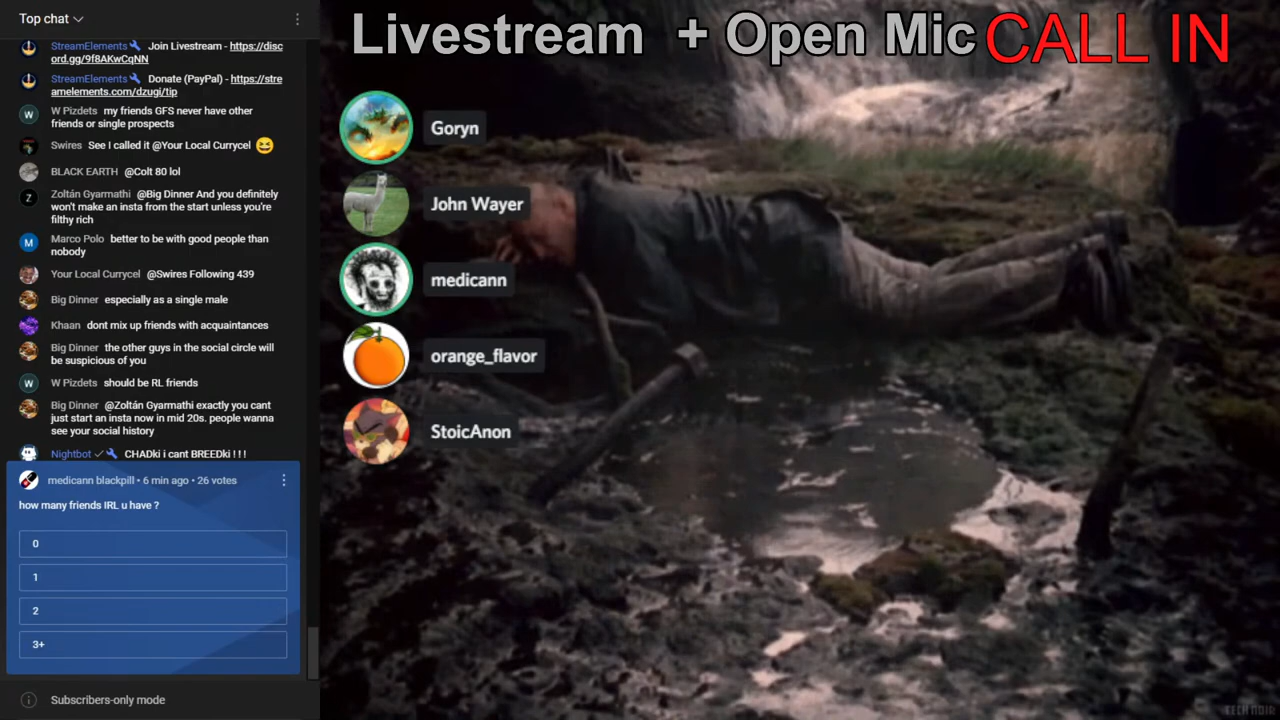 Top chat
StreamElements Join Livestream - https://disc
ord.gg/9f8AKwCqNN
StreamElements Donate (PayPal) - https://stre
amelements.com/dzugi/tip
W Pizdets my friends GFS never have other
friends or single prospects
Swires See I called it @Your Local Currycel
BLACK EARTH @Colt 80 lol
Zoltán Gyarmathi @Big Dinner And you definitely
won't make an insta from the start unless you're
filthy rich
Marco Polo better to be with good people than
nobody
Your Local Currycel @Swires Following 439
Big Dinner especially as a single male
Khaan dont mix up friends with acquaintances
Big Dinner the other guys in the social circle will
be suspicious of you
W Pizdets should be RL friends
Big Dinner @Zoltán Gyarmathi exactly you cant
just start an insta now in mid 20s. people wanna
see your social history
Nightbot CHADki i cant BREEDki ! ! !
medicann blackpill • 6 min ago • 26 votes
how many friends IRL u have ?
0
1
2
3+
Subscribers-only mode
Livestream + Open Mic CALL IN
Goryn
John Wayer
medicann
orange_flavor
StoicAnon
TECH NOIR